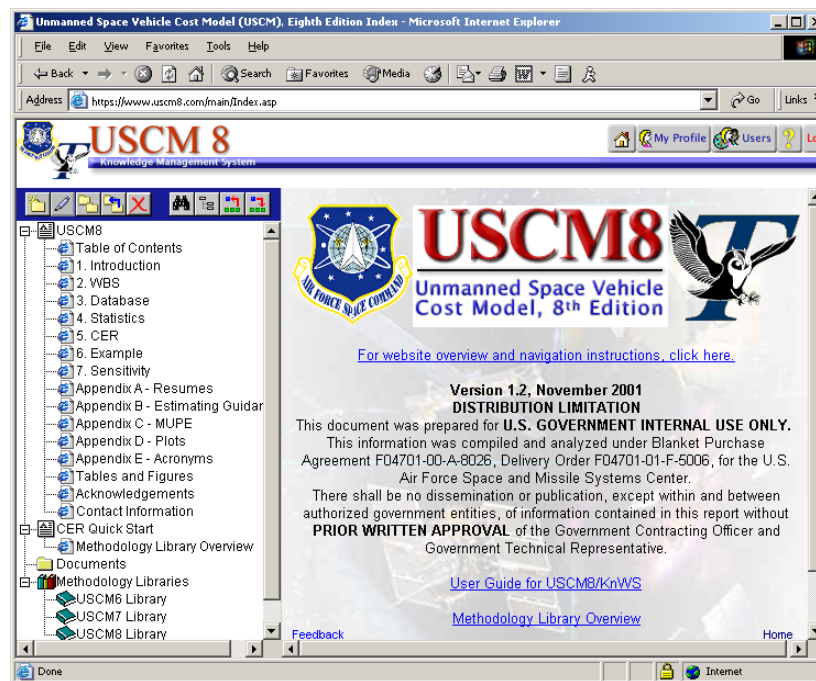 Unmanned Space Vehicle Cost Model (USCM), Eighth Edition Index - Microsoft Internet Explorer
File Edit View Favorites Tools Help
Back Search Favorites Media
Address https://www.uscm8.com/main/Index.asp Go Links
USCM 8
Knowledge Management System
My Profile Users ? Lo
USCM8
Table of Contents
1. Introduction
2. WBS
3. Database
4. Statistics
5. CER
6. Example
7. Sensitivity
Appendix A - Resumes
Appendix B - Estimating Guidar
Appendix C - MUPE
Appendix D - Plots
Appendix E - Acronyms
Tables and Figures
Acknowledgements
Contact Information
CER Quick Start
Methodology Library Overview
Documents
Methodology Libraries
USCM6 Library
USCM7 Library
USCM8 Library
AIR FORCE SPACE COMMAND
USCM8
Unmanned Space Vehicle
Cost Model, 8th Edition
T
For website overview and navigation instructions, click here.
Version 1.2, November 2001
DISTRIBUTION LIMITATION
This document was prepared for U.S. GOVERNMENT INTERNAL USE ONLY.
This information was compiled and analyzed under Blanket Purchase
Agreement F04701-00-A-8026, Delivery Order F04701-01-F-5006, for the U.S.
Air Force Space and Missile Systems Center.
There shall be no dissemination or publication, except within and between
authorized government entities, of information contained in this report without
PRIOR WRITTEN APPROVAL of the Government Contracting Officer and
Government Technical Representative.
User Guide for USCM8/KnWS
Methodology Library Overview
Feedback Home
Done Internet